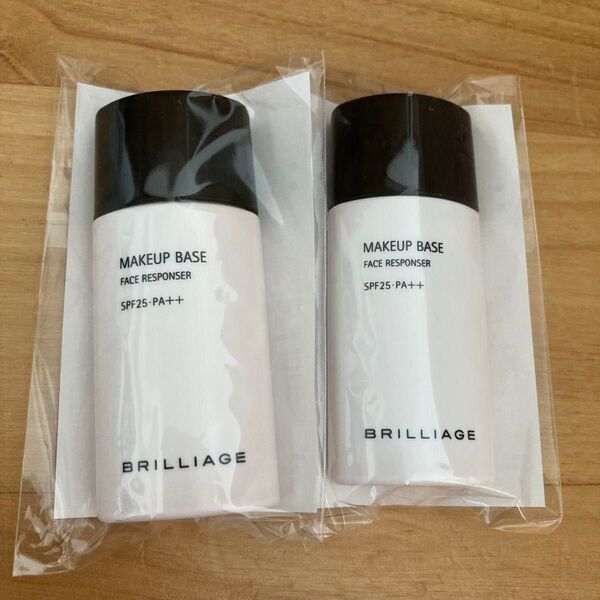 MAKEUP BASE
FACE RESPONSER
SPF25·PA++
BRILLIAGE
MAKEUP BASE
FACE RESPONSER
SPF25·PA++
BRILLIAGE